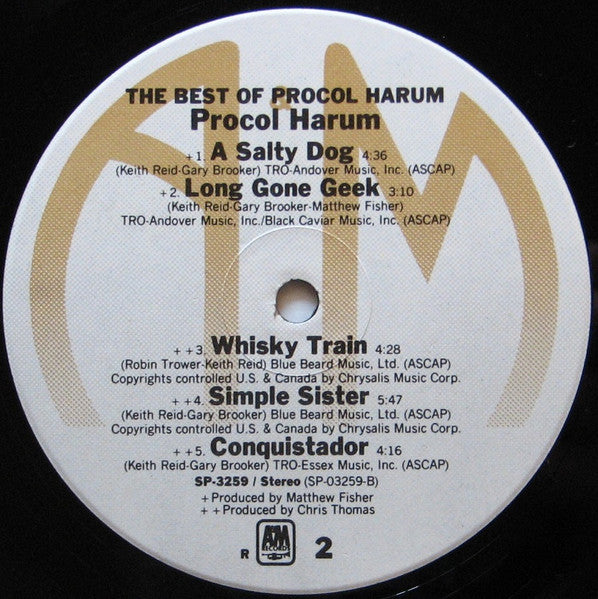 THE BEST OF PROCOL HARUM
Procol Harum
+1. A Salty Dog 4:36
(Keith Reid-Gary Brooker) TRO-Andover Music, Inc. (ASCAP)
+2. Long Gone Geek 3:10
(Keith Reid-Gary Brooker-Matthew Fisher)
TRO-Andover Music, Inc./Black Caviar Music, Inc. (ASCAP)
++3. Whisky Train 4:28
(Robin Trower-Keith Reid) Blue Beard Music, Ltd. (ASCAP)
Copyrights controlled U.S. & Canada by Chrysalis Music Corp.
++4. Simple Sister 5:47
(Keith Reid-Gary Brooker) Blue Beard Music, Ltd. (ASCAP)
Copyrights controlled U.S. & Canada by Chrysalis Music Corp.
++5. Conquistador 4:16
(Keith Reid-Gary Brooker) TRO-Essex Music, Inc. (ASCAP)
SP-3259 / Stereo (SP-03259-B)
+Produced by Matthew Fisher
++Produced by Chris Thomas
R A&M RECORDS 2